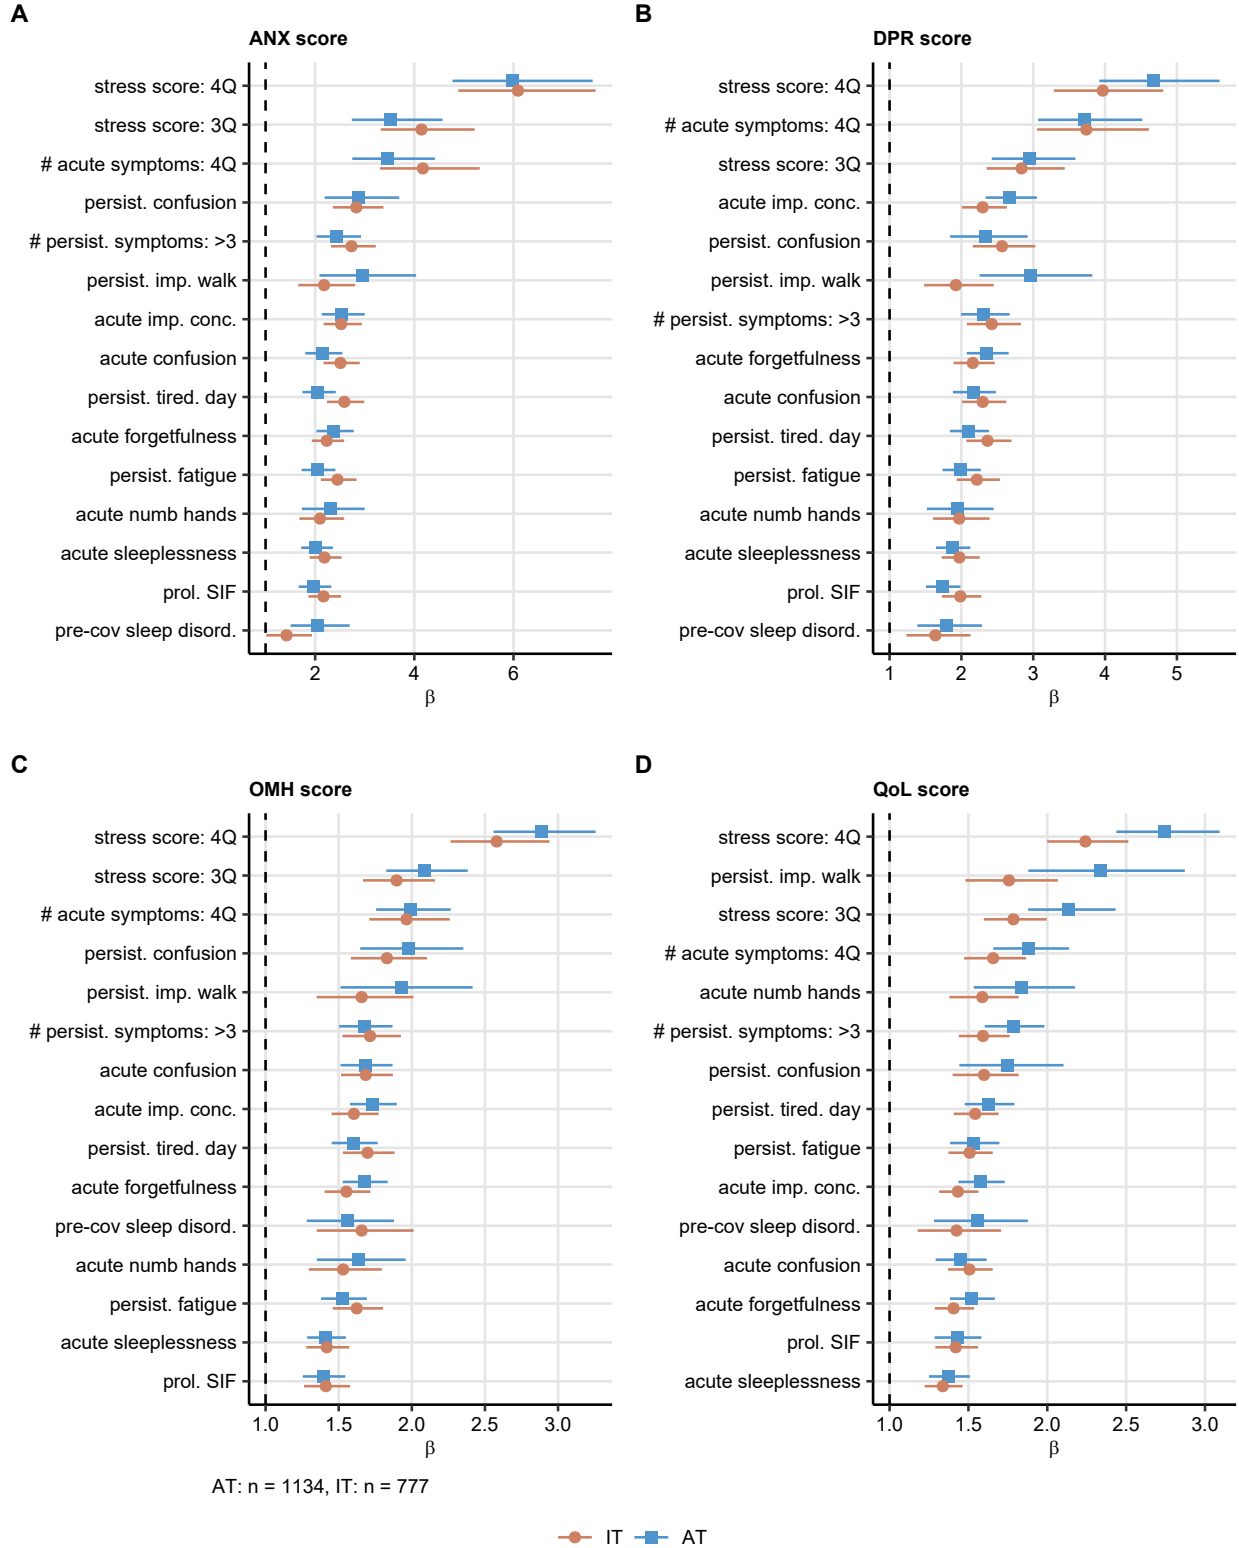 A
ANX score
stress score: 4Q
stress score: 3Q
# acute symptoms: 4Q
persist. confusion
# persist. symptoms: >3
persist. imp. walk
acute imp. conc.
acute confusion
persist. tired. day
acute forgetfulness
persist. fatigue
acute numb hands
acute sleeplessness
prol. SIF
pre-cov sleep disord.
2 4 6
β
B
DPR score
stress score: 4Q
# acute symptoms: 4Q
stress score: 3Q
acute imp. conc.
persist. confusion
persist. imp. walk
# persist. symptoms: >3
acute forgetfulness
acute confusion
persist. tired. day
persist. fatigue
acute numb hands
acute sleeplessness
prol. SIF
pre-cov sleep disord.
1 2 3 4 5
β
C
OMH score
stress score: 4Q
stress score: 3Q
# acute symptoms: 4Q
persist. confusion
persist. imp. walk
# persist. symptoms: >3
acute confusion
acute imp. conc.
persist. tired. day
acute forgetfulness
pre-cov sleep disord.
acute numb hands
persist. fatigue
acute sleeplessness
prol. SIF
1.0 1.5 2.0 2.5 3.0
β
D
QoL score
stress score: 4Q
persist. imp. walk
stress score: 3Q
# acute symptoms: 4Q
acute numb hands
# persist. symptoms: >3
persist. confusion
persist. tired. day
persist. fatigue
acute imp. conc.
pre-cov sleep disord.
acute confusion
acute forgetfulness
prol. SIF
acute sleeplessness
1.0 1.5 2.0 2.5 3.0
β
AT: n = 1134, IT: n = 777
IT AT